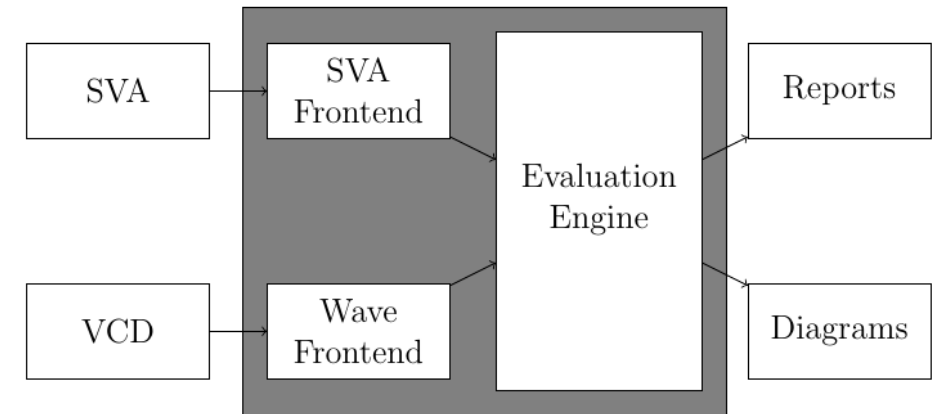 SVA
SVA
Frontend
Evaluation
Engine
Reports
VCD
Wave
Frontend
Diagrams